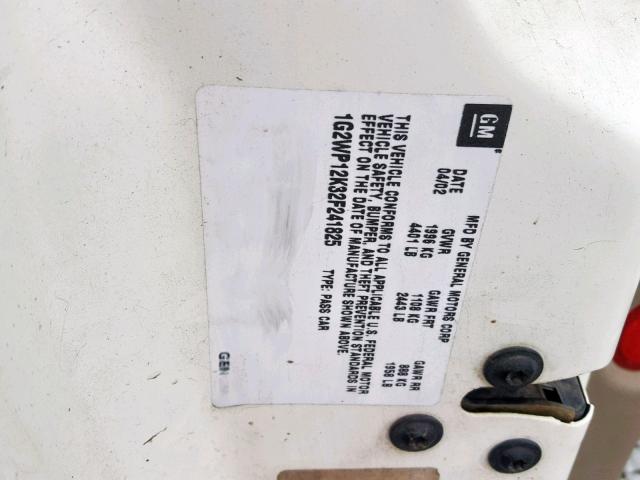 GM
MFD BY GENERAL MOTORS CORP
DATE GVWR GAWR FRT GAWR RR
04/02 1996 KG 1108 KG 888 KG
4401 LB 2443 LB 1958 LB
THIS VEHICLE CONFORMS TO ALL APPLICABLE U.S. FEDERAL MOTOR
VEHICLE SAFETY, BUMPER, AND THEFT PREVENTION STANDARDS IN
EFFECT ON THE DATE OF MANUFACTURE SHOWN ABOVE.
1G2WP12K32F241825 TYPE: PASS CAR